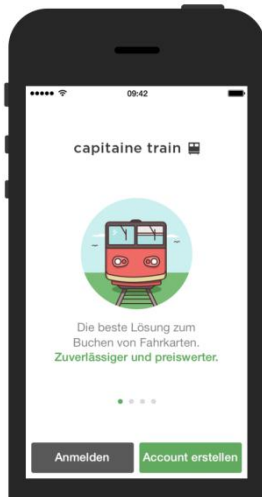 09:42
capitaine train
Die beste Lösung zum
Buchen von Fahrkarten.
Zuverlässiger und preiswerter.
Anmelden
Account erstellen